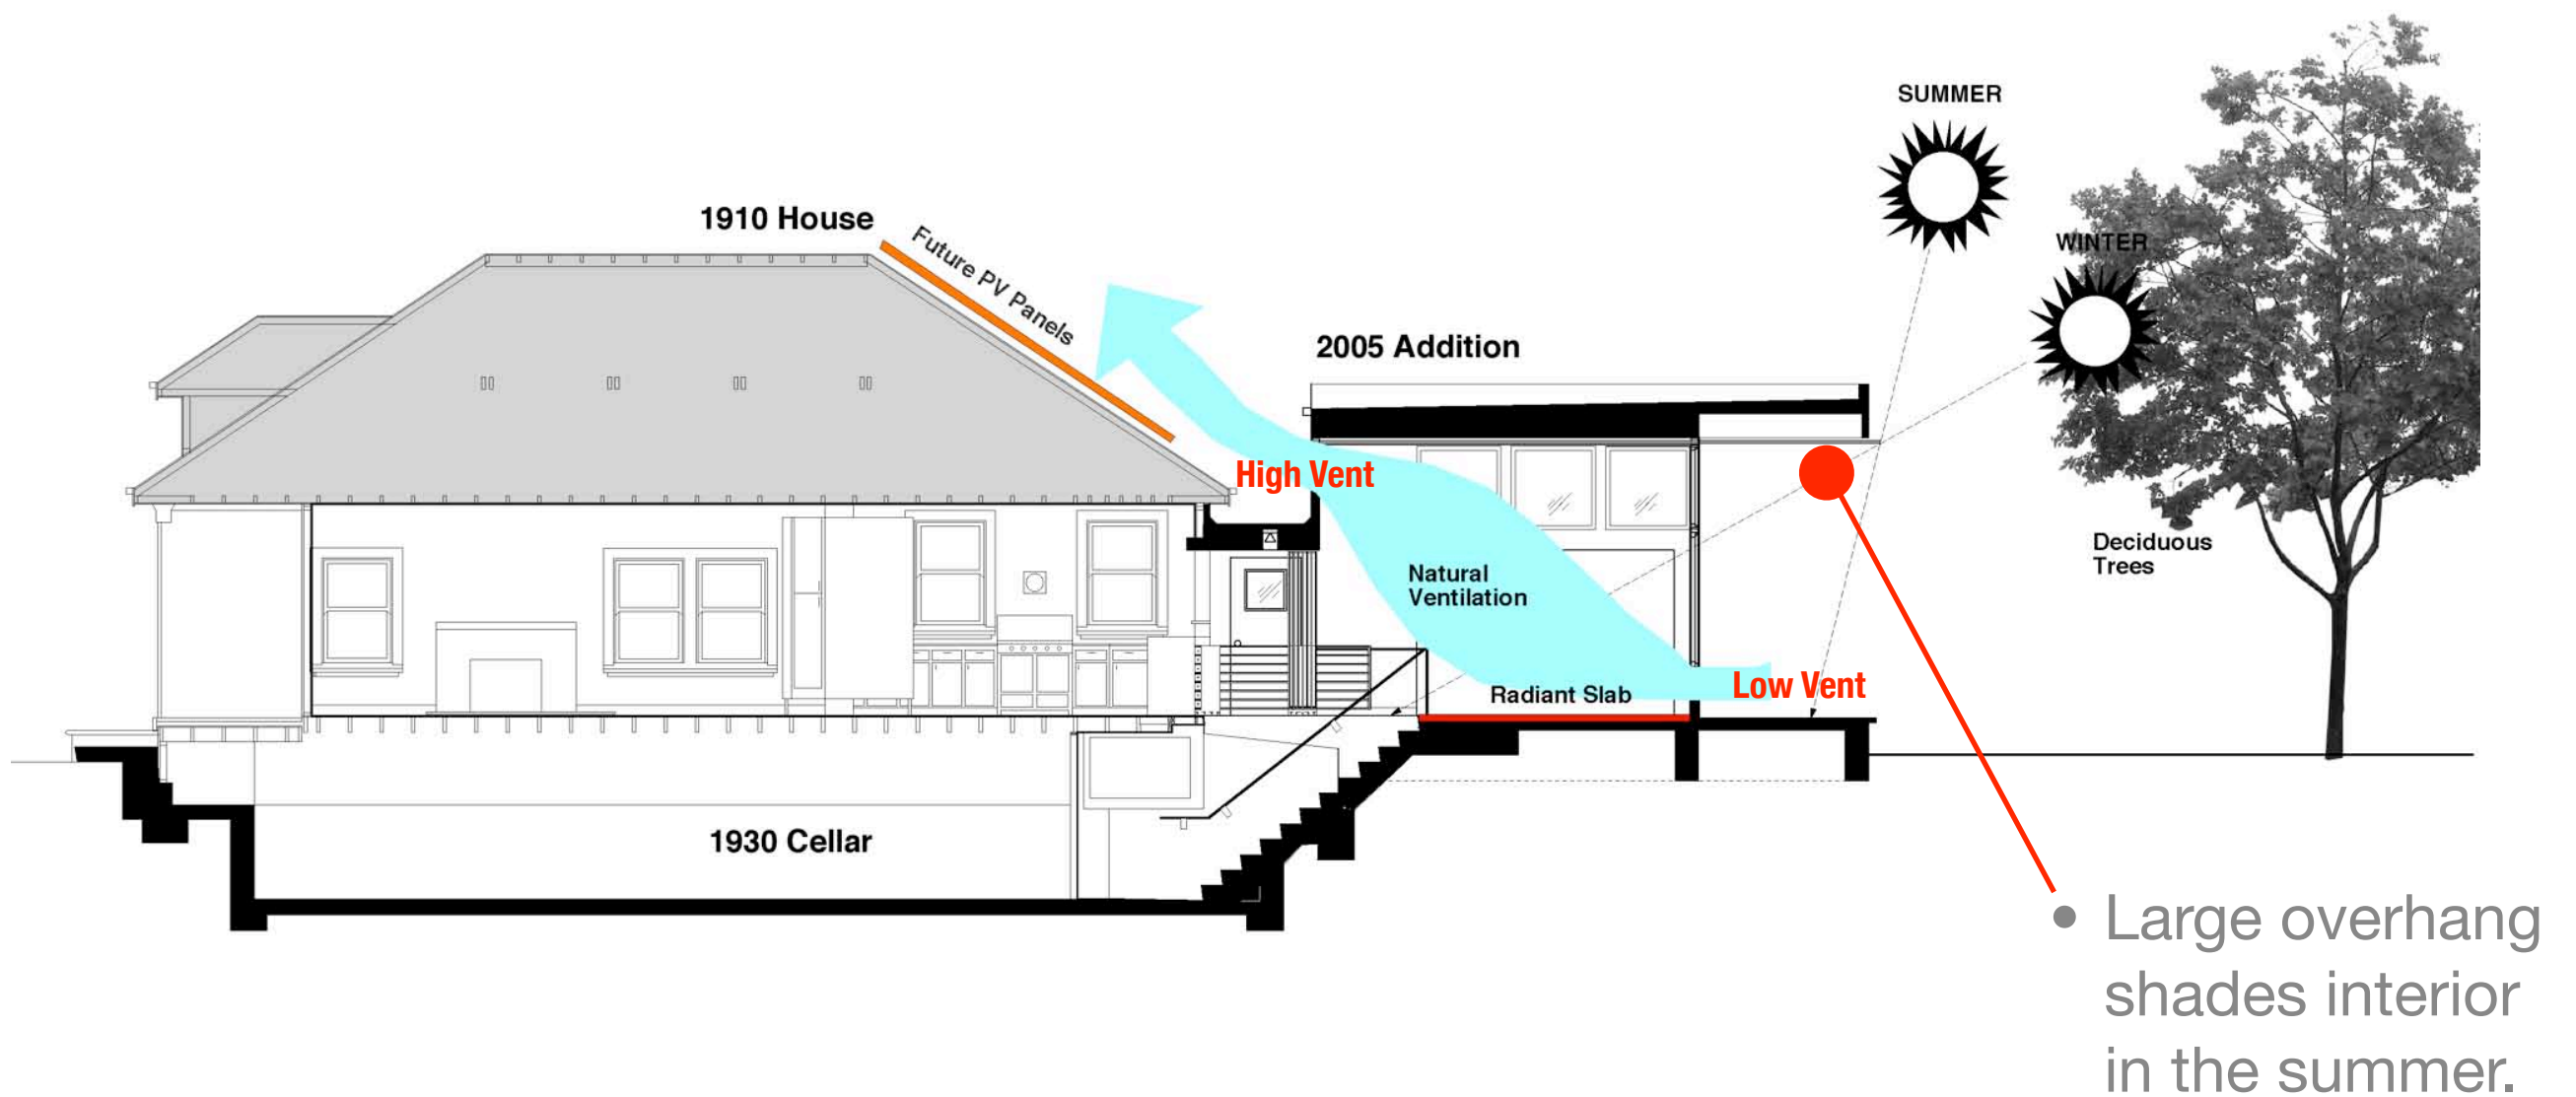 SUMMER
WINTER
1910 House
Future PV Panels
2005 Addition
High Vent
Deciduous
Trees
Natural
Ventilation
Radiant Slab
Low Vent
1930 Cellar
• Large overhang
shades interior
in the summer.